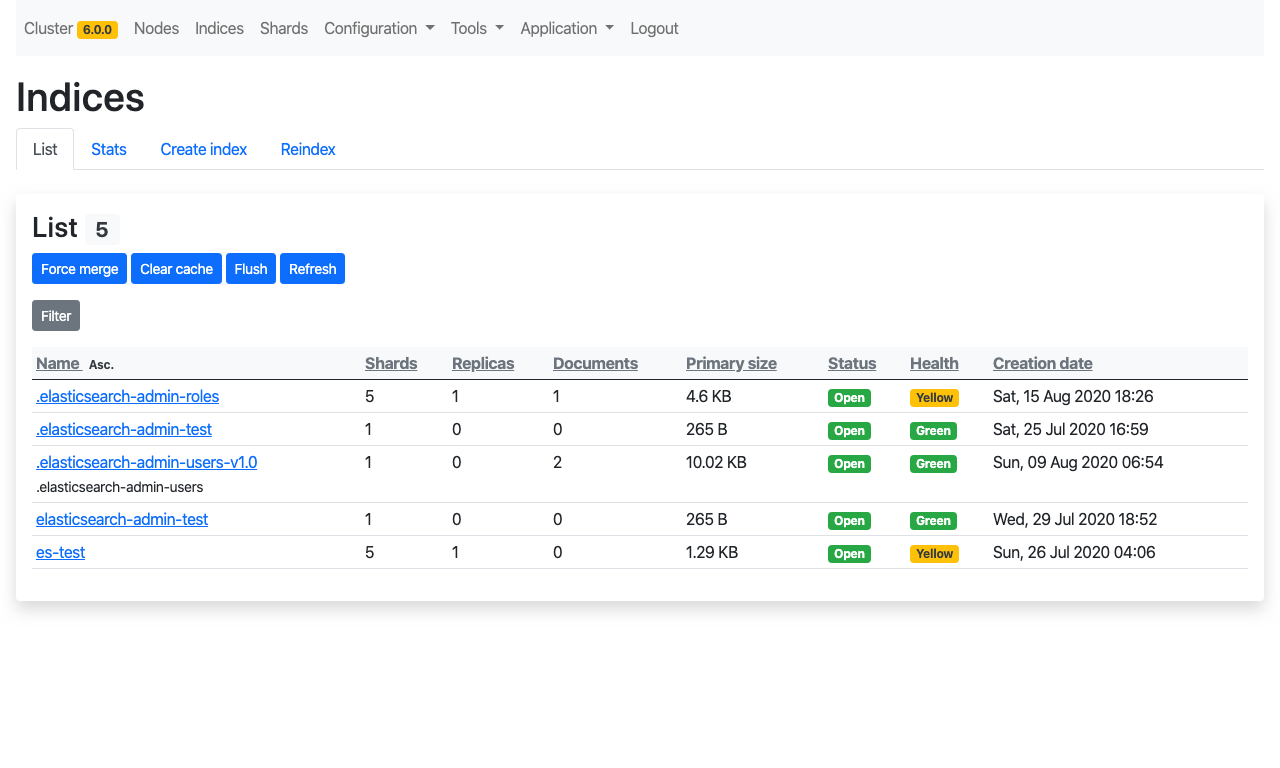 Cluster 6.0.0 Nodes Indices Shards Configuration Tools Application Logout
Indices
List Stats Create index Reindex
List 5
Force merge Clear cache Flush Refresh
Filter
Name Asc. Shards Replicas Documents Primary size Status Health Creation date
.elasticsearch-admin-roles 5 1 1 4.6 KB Open Yellow Sat, 15 Aug 2020 18:26
.elasticsearch-admin-test 1 0 0 265 B Open Green Sat, 25 Jul 2020 16:59
.elasticsearch-admin-users-v1.0 1 0 2 10.02 KB Open Green Sun, 09 Aug 2020 06:54
.elasticsearch-admin-users
elasticsearch-admin-test 1 0 0 265 B Open Green Wed, 29 Jul 2020 18:52
es-test 5 1 0 1.29 KB Open Yellow Sun, 26 Jul 2020 04:06